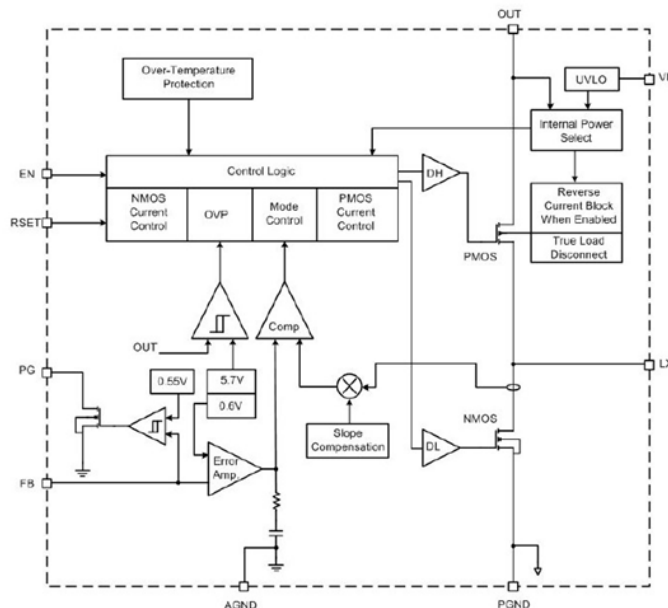 OUT
Over-Temperature
Protection
UVLO
Internal Power
Select
EN
Control Logic
DH
NMOS
Current
Control
OVP
Mode
Control
PMOS
Current
Control
RSET
Reverse
Current Block
When Enabled
True Load
Disconnect
PMOS
Comp
OUT
LX
PG
0.55V
5.7V
0.6V
NMOS
Slope
Compensation
DL
Error
Amp.
FB
AGND
PGND